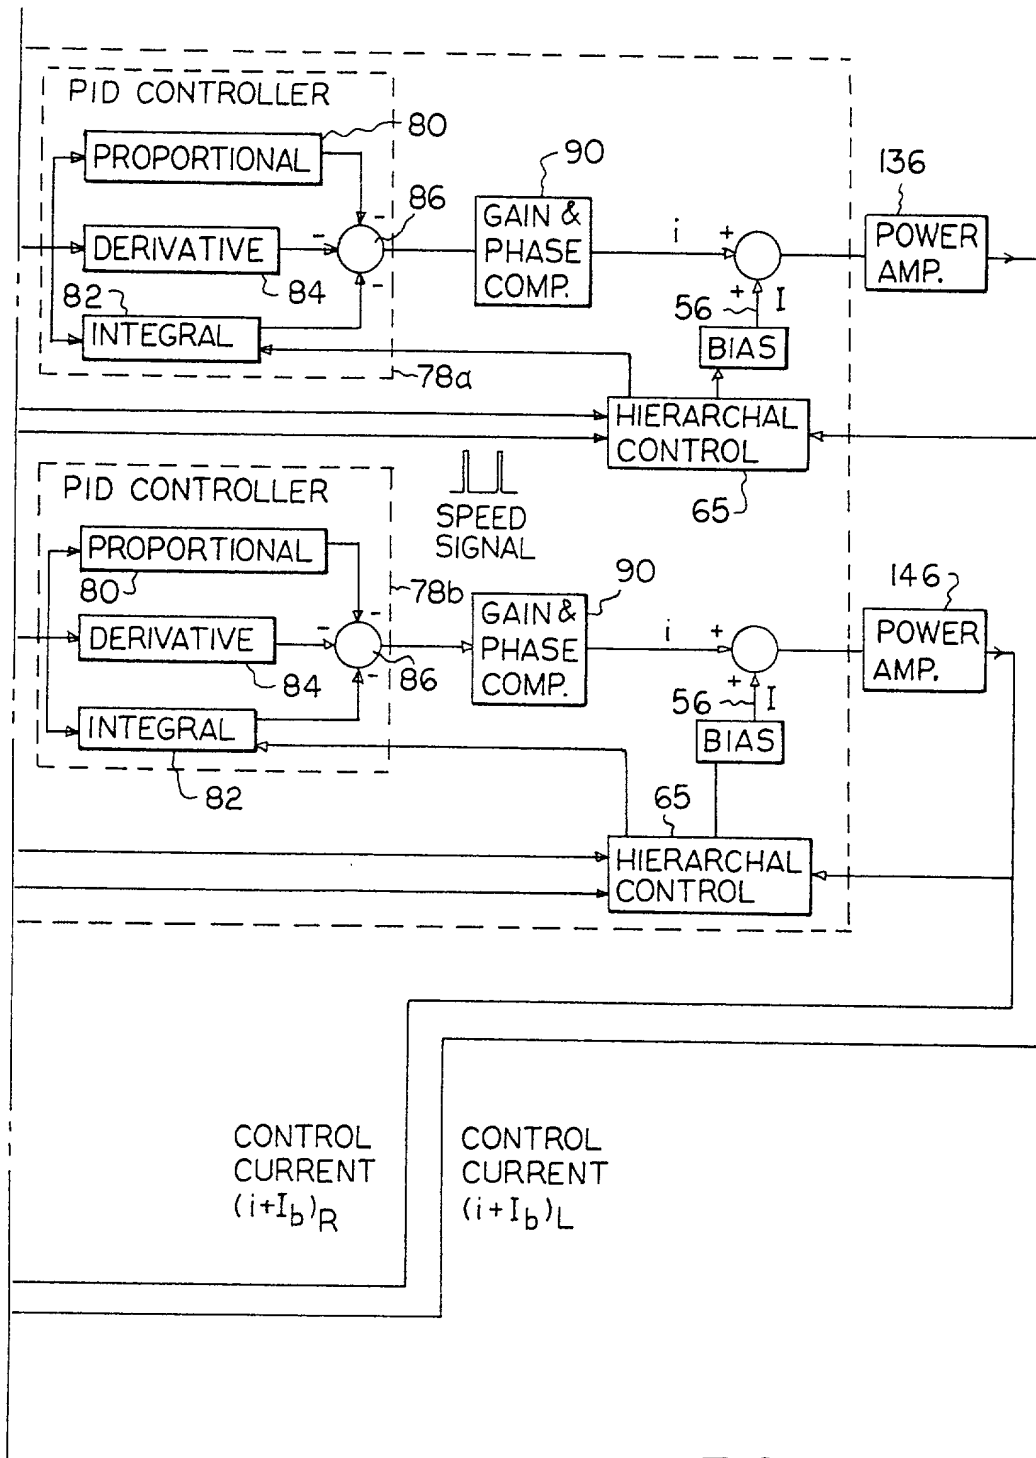 PID CONTROLLER
80
PROPORTIONAL
90
136
86
GAIN &
PHASE
COMP.
i
+
POWER
AMP.
-
DERIVATIVE
-
84
-
82
INTEGRAL
56
+
I
BIAS
78a
HIERARCHAL
CONTROL
65
PID CONTROLLER
SPEED
SIGNAL
PROPORTIONAL
80
78b
90
146
-
GAIN &
PHASE
COMP.
i
+
POWER
AMP.
DERIVATIVE
-
84
86
-
56
+
I
INTEGRAL
BIAS
82
65
HIERARCHAL
CONTROL
CONTROL
CURRENT
(i+Ib)R
CONTROL
CURRENT
(i+Ib)L